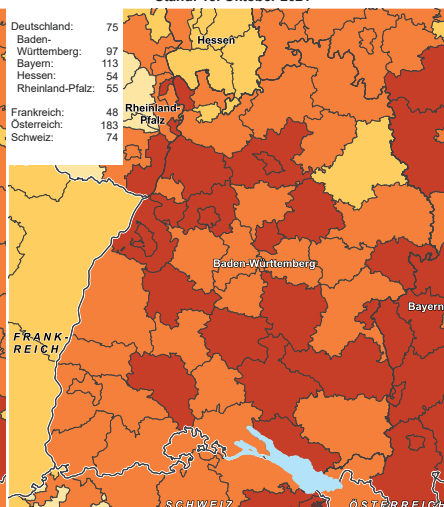 Deutschland: 75
Baden-
Württemberg: 97
Bayern: 113
Hessen: 54
Rheinland-Pfalz: 55
Frankreich: 48
Österreich: 183
Schweiz: 74
Hessen
Rheinland-
Pfalz
Baden-Württemberg
Bayern
FRANK-
REICH
SCHWEIZ
ÖSTERREICH